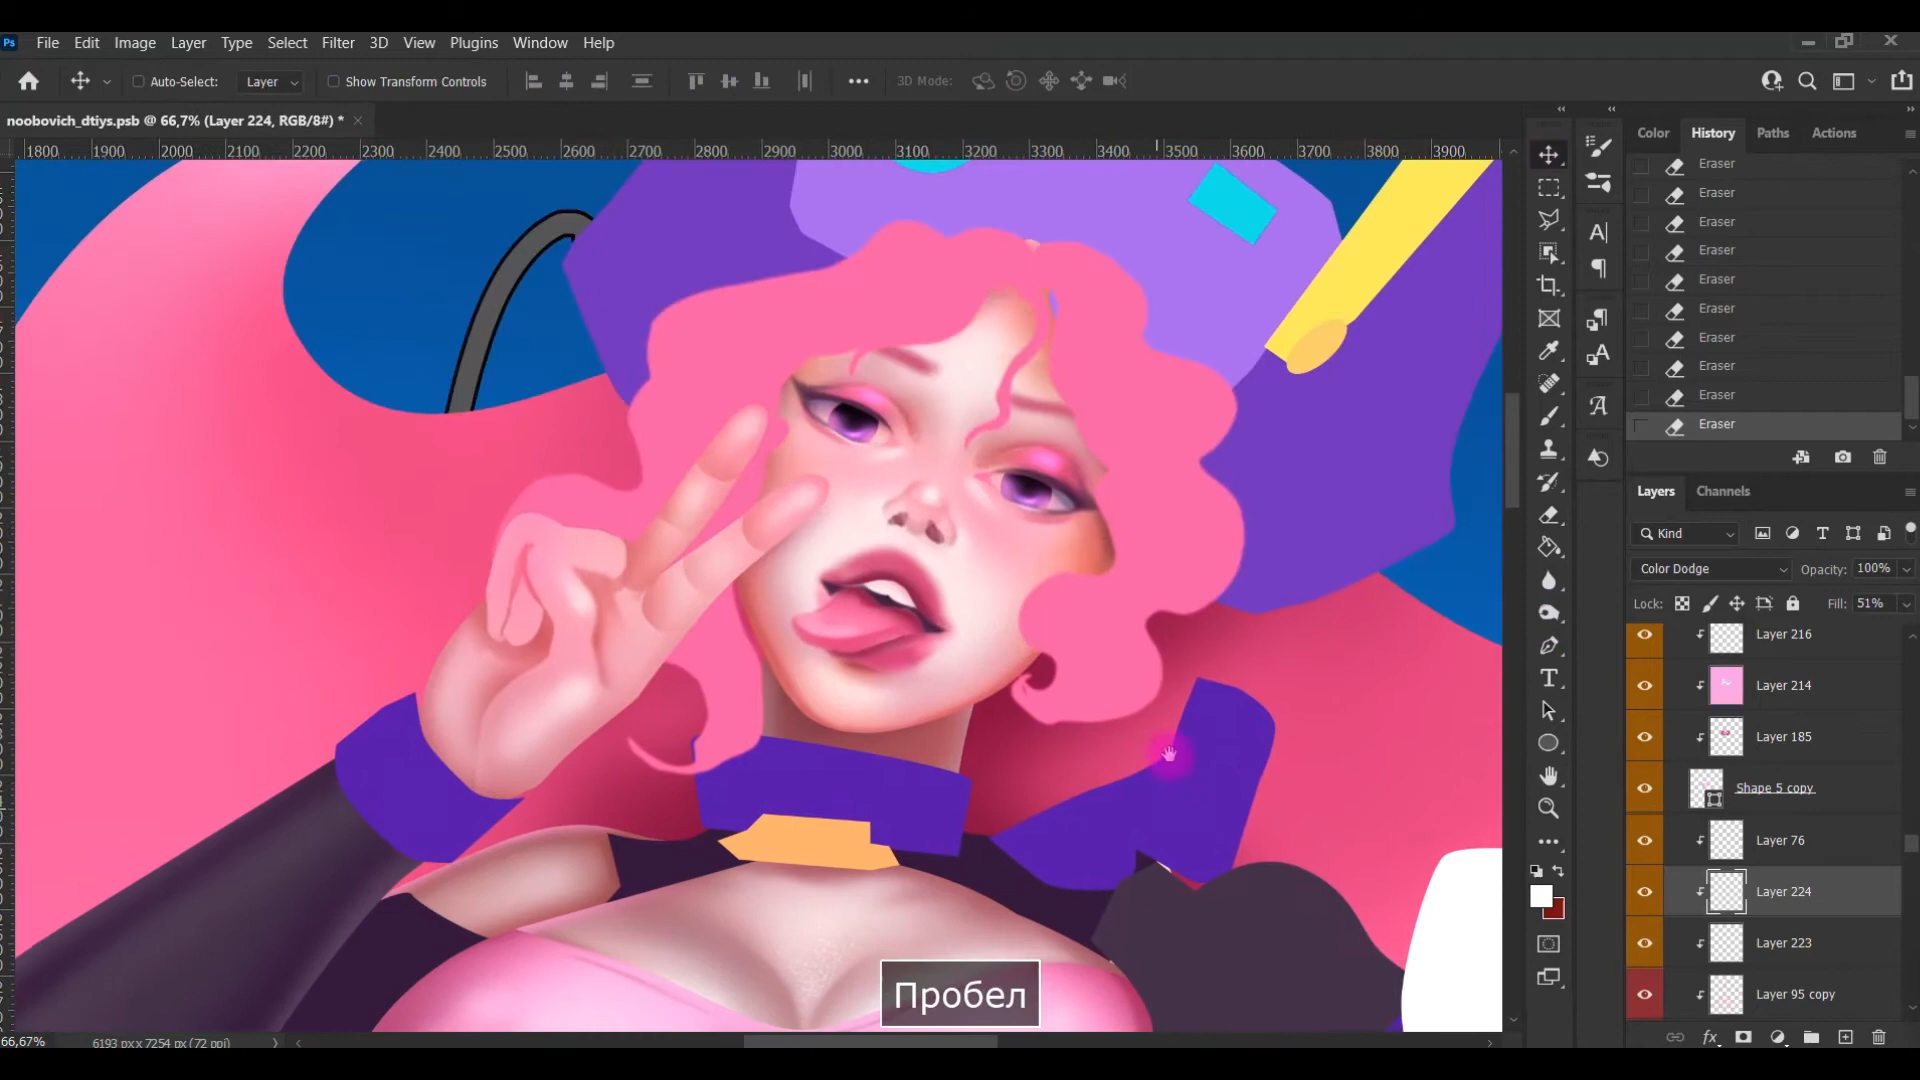 Ps File Edit Image Layer Type Select Filter 3D View Plugins Window Help
Auto-Select: Layer Show Transform Controls 3D Mode:
noobovich_dtiys.psb @ 66,7% (Layer 224, RGB/8#) *
1800 1900 2000 2100 2200 2300 2400 2500 2600 2700 2800 2900 3000 3100 3200 3300 3400 3500 3600 3700 3800 3900
Color History Paths Actions
Eraser
Eraser
Eraser
Eraser
Eraser
Eraser
Eraser
Eraser
Eraser
Eraser
Layers Channels
Kind
Color Dodge Opacity: 100%
Lock: Fill: 51%
Layer 216
Layer 214
Layer 185
Shape 5 copy
Layer 76
Layer 224
Layer 223
Layer 95 copy
Пробел
66,67% 6193 px x 7254 px (72 ppi)